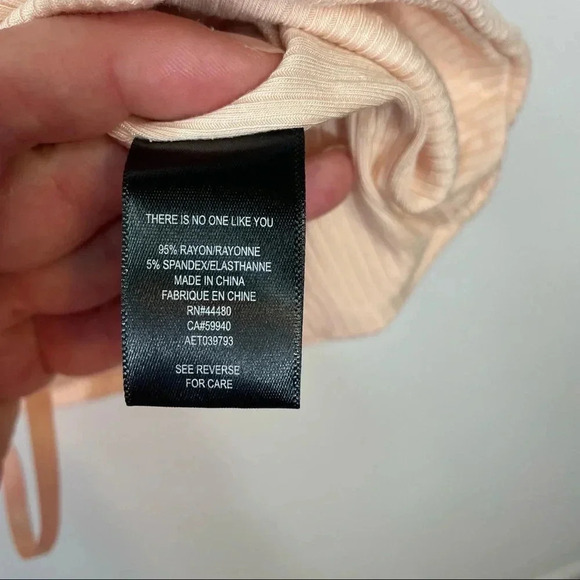 THERE IS NO ONE LIKE YOU
95% RAYON/RAYONNE
5% SPANDEX/ELASTHANNE
MADE IN CHINA
FABRIQUE EN CHINE
RN#44480
CA#59940
AET039793
SEE REVERSE
FOR CARE